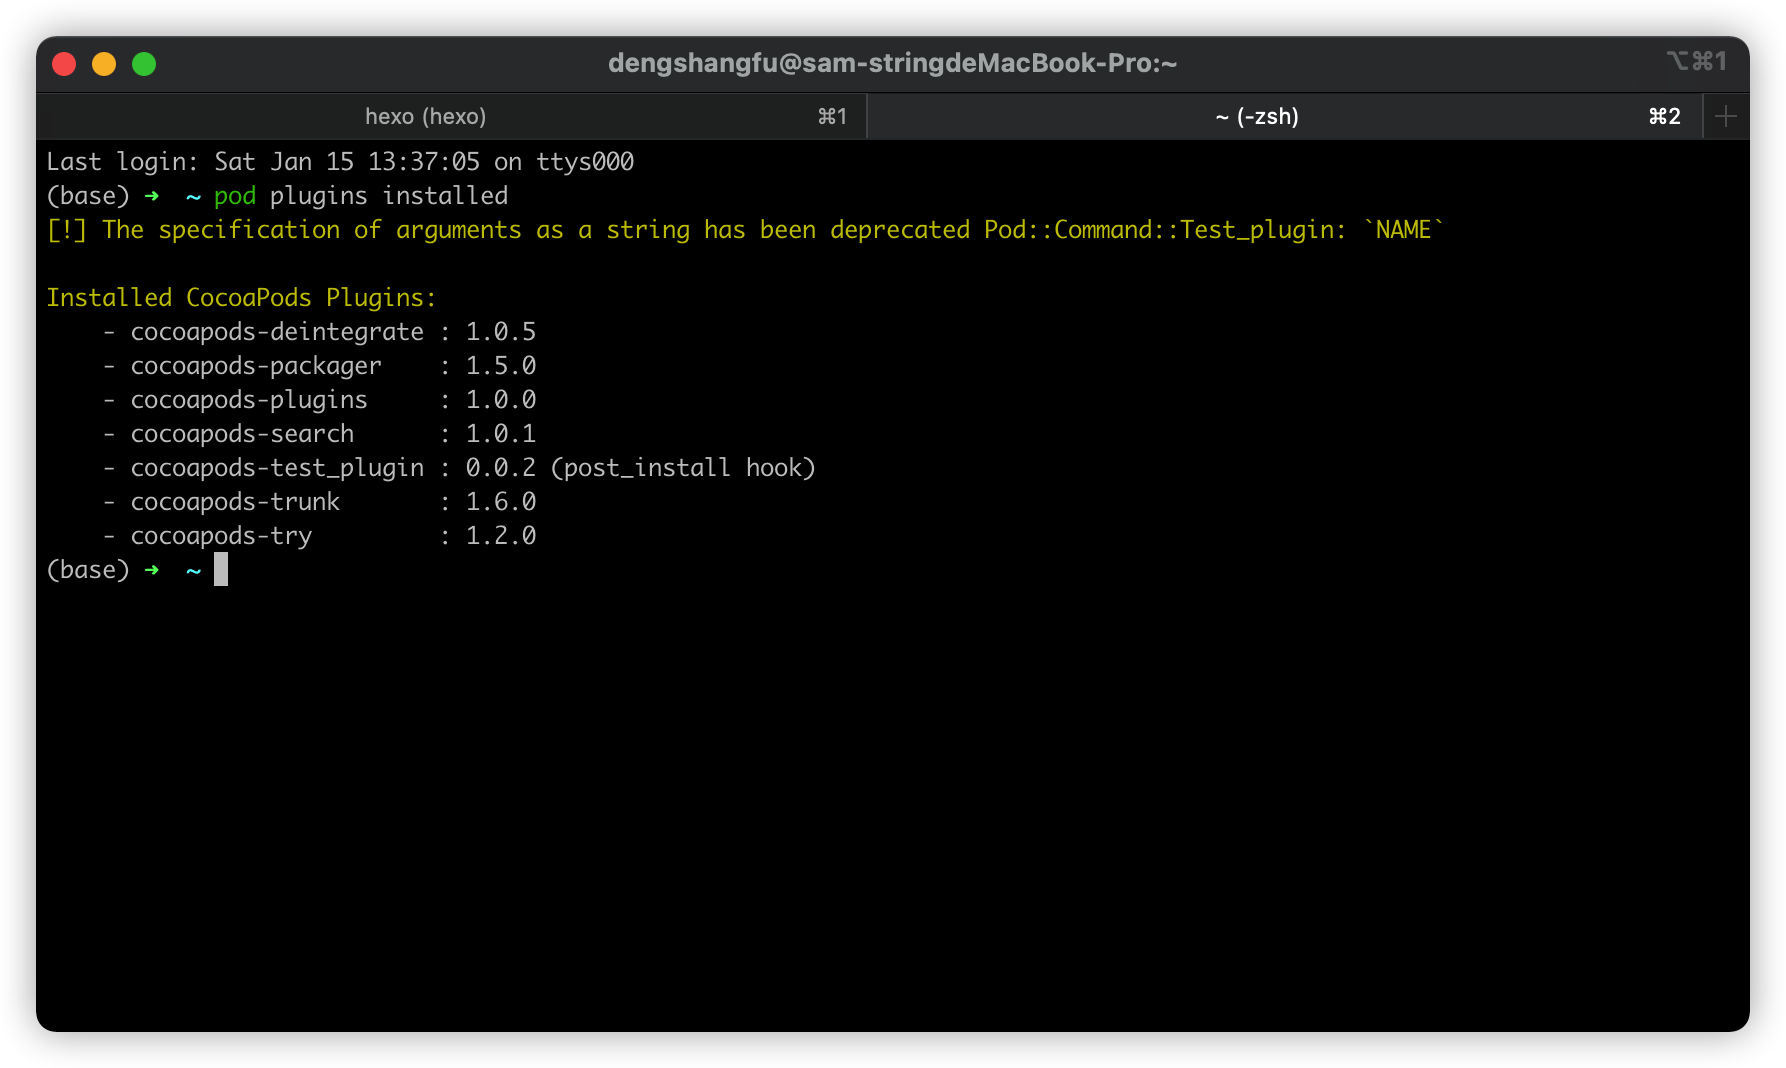 dengshangfu@sam-stringdeMacBook-Pro:~ ⌥⌘1
hexo (hexo) ⌘1 ~ (-zsh) ⌘2 +
Last login: Sat Jan 15 13:37:05 on ttys000
(base) ➜  ~ pod plugins installed
[!] The specification of arguments as a string has been deprecated Pod::Command::Test_plugin: `NAME`
Installed CocoaPods Plugins:
    - cocoapods-deintegrate : 1.0.5
    - cocoapods-packager    : 1.5.0
    - cocoapods-plugins     : 1.0.0
    - cocoapods-search      : 1.0.1
    - cocoapods-test_plugin : 0.0.2 (post_install hook)
    - cocoapods-trunk       : 1.6.0
    - cocoapods-try         : 1.2.0
(base) ➜  ~